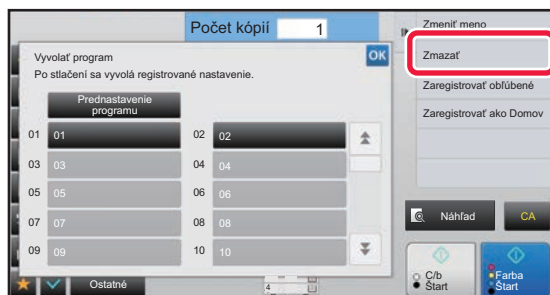 Počet kópií 1
Zmeniť meno
Zmazať
Zaregistrovať obľúbené
Zaregistrovať ako Domov
Vyvolať program
OK
Po stlačení sa vyvolá registrované nastavenie.
Prednastavenie
programu
01 01 02 02
03 03 04 04
05 05 06 06
07 07 08 08
09 09 10 10
Náhľad
CA
C/b
Štart
Farba
Štart
Ostatné
4